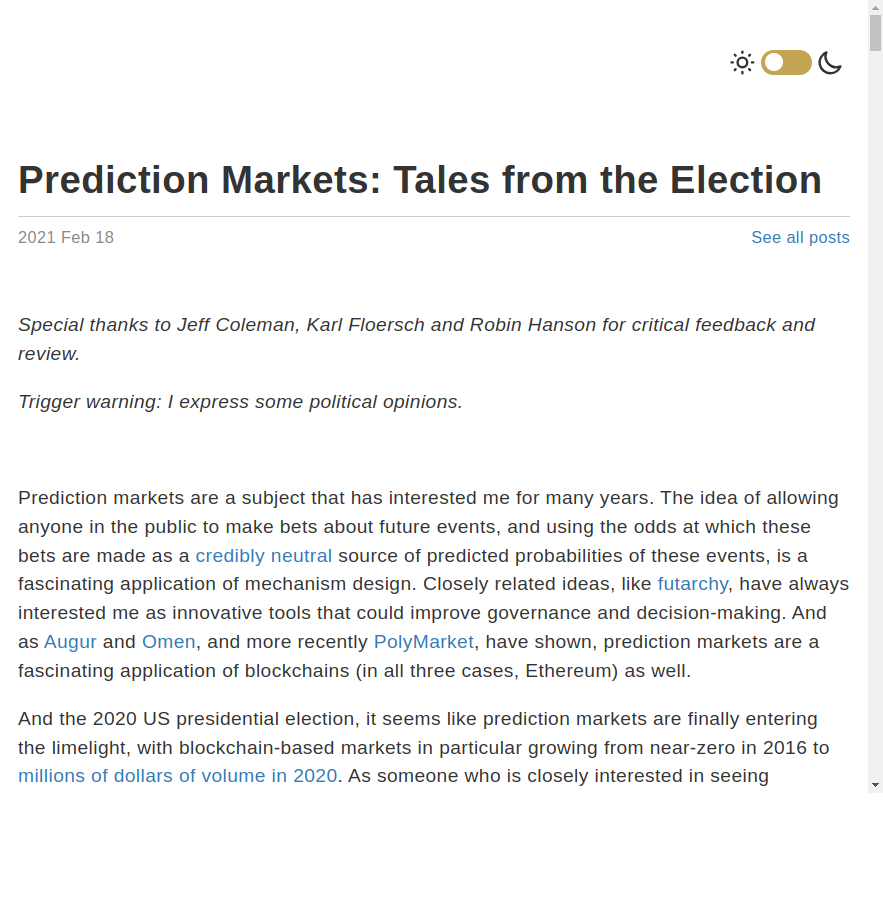 Prediction Markets: Tales from the Election
2021 Feb 18
See all posts
Special thanks to Jeff Coleman, Karl Floersch and Robin Hanson for critical feedback and
review.
Trigger warning: I express some political opinions.
Prediction markets are a subject that has interested me for many years. The idea of allowing
anyone in the public to make bets about future events, and using the odds at which these
bets are made as a credibly neutral source of predicted probabilities of these events, is a
fascinating application of mechanism design. Closely related ideas, like futarchy, have always
interested me as innovative tools that could improve governance and decision-making. And
as Augur and Omen, and more recently PolyMarket, have shown, prediction markets are a
fascinating application of blockchains (in all three cases, Ethereum) as well.
And the 2020 US presidential election, it seems like prediction markets are finally entering
the limelight, with blockchain-based markets in particular growing from near-zero in 2016 to
millions of dollars of volume in 2020. As someone who is closely interested in seeing